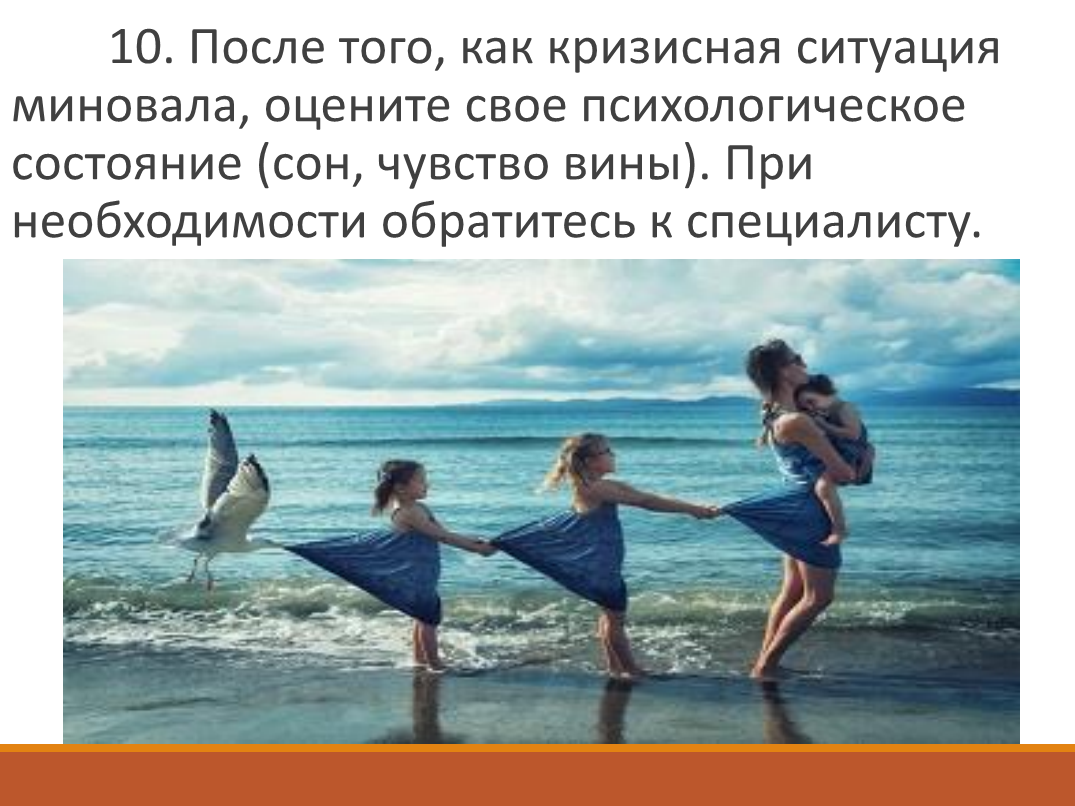 10. После того, как кризисная ситуация
миновала, оцените свое психологическое
состояние (сон, чувство вины). При
необходимости обратитесь к специалисту.